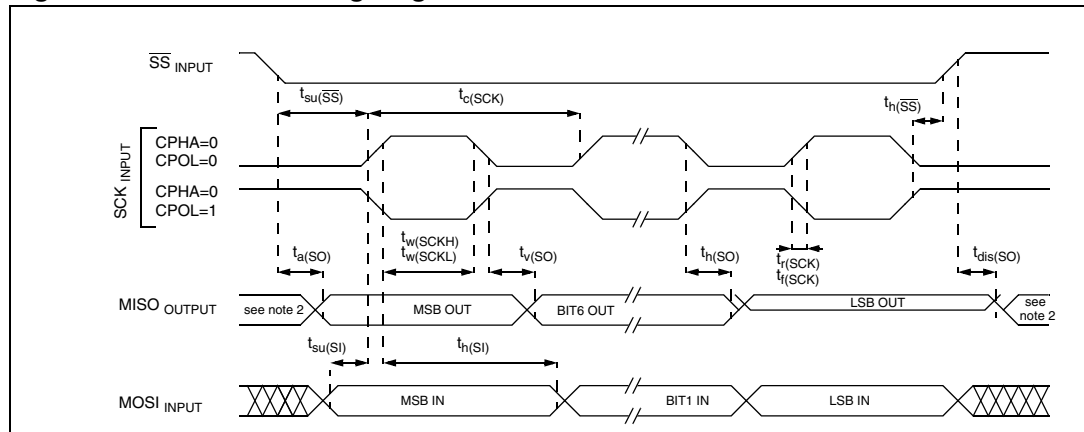 SS INPUT
tsu(SS)
tc(SCK)
th(SS)
SCK INPUT
CPHA=0
CPOL=0
CPHA=0
CPOL=1
ta(SO)
tw(SCKH)
tw(SCKL)
tv(SO)
th(SO)
tr(SCK)
tf(SCK)
tdis(SO)
MISO OUTPUT
see note 2
MSB OUT
BIT6 OUT
LSB OUT
see
note 2
tsu(SI)
th(SI)
MOSI INPUT
MSB IN
BIT1 IN
LSB IN